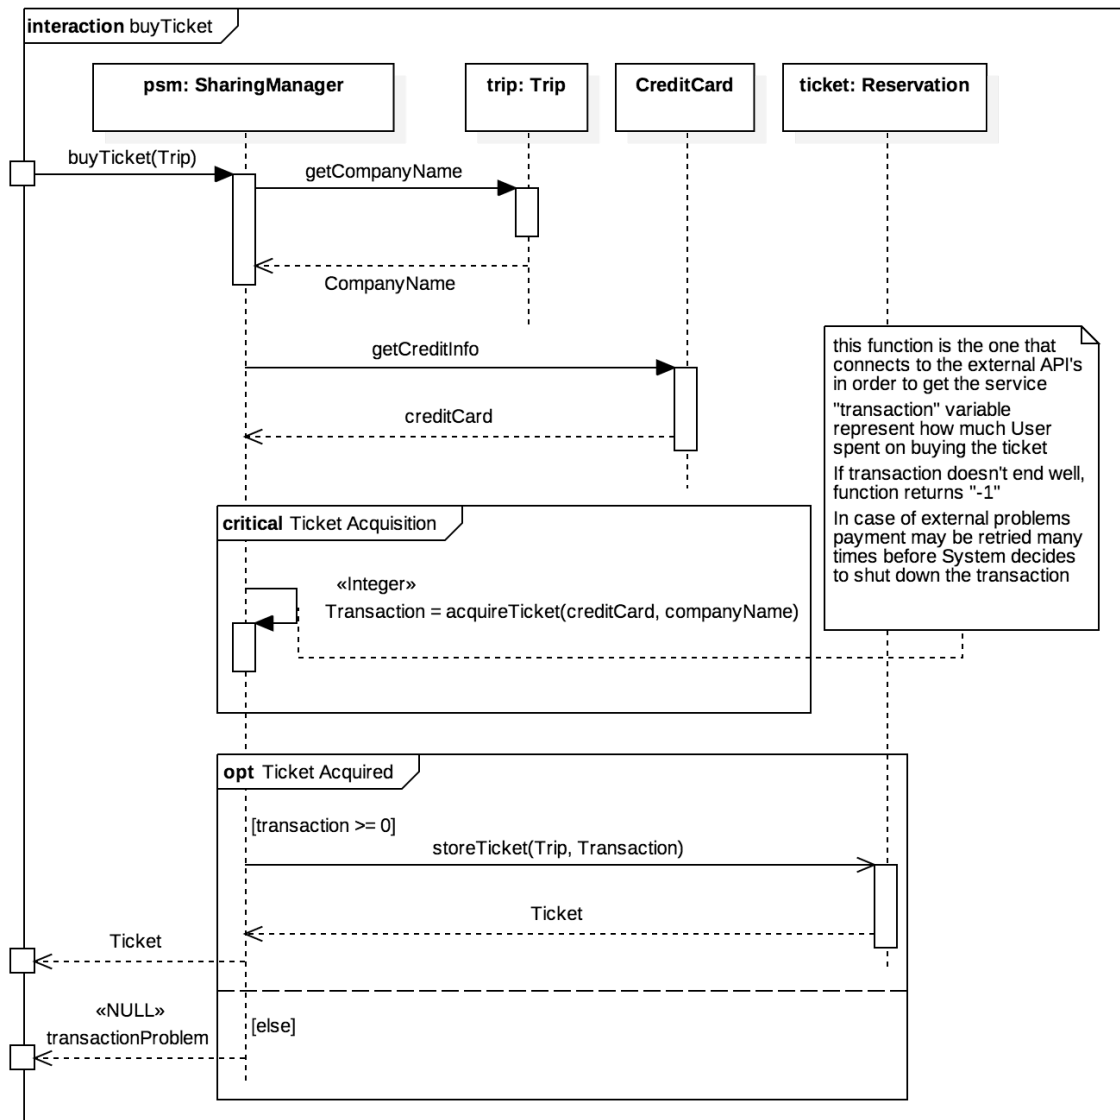 interaction buyTicket
psm: SharingManager
trip: Trip
CreditCard
ticket: Reservation
buyTicket(Trip)
getCompanyName
CompanyName
getCreditInfo
creditCard
this function is the one that
connects to the external API's
in order to get the service
"transaction" variable
represent how much User
spent on buying the ticket
If transaction doesn't end well,
function returns "-1"
In case of external problems
payment may be retried many
times before System decides
to shut down the transaction
critical Ticket Acquisition
«Integer»
Transaction = acquireTicket(creditCard, companyName)
opt Ticket Acquired
[transaction >= 0]
storeTicket(Trip, Transaction)
Ticket
Ticket
«NULL»
transactionProblem
[else]